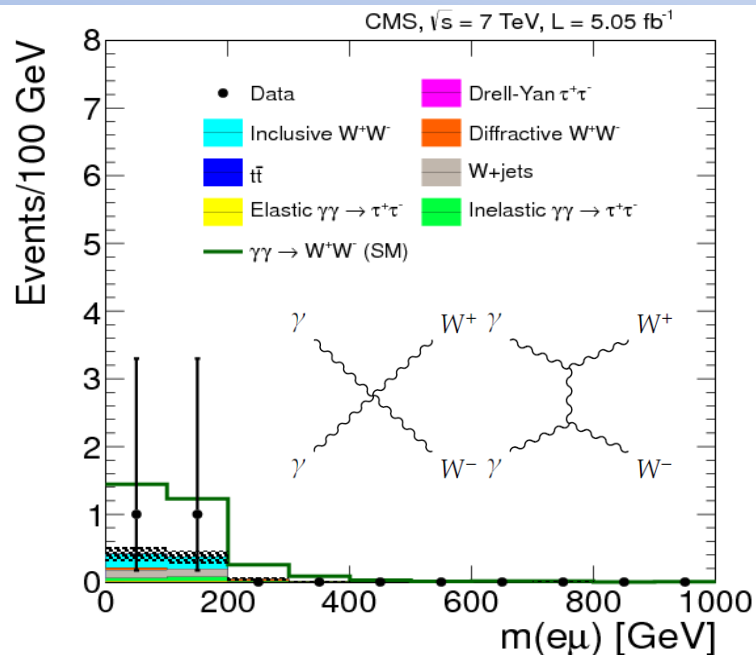 CMS, √s = 7 TeV, L = 5.05 fb⁻¹
Events/100 GeV
8
7
6
5
4
3
2
1
0
Data
Drell-Yan τ⁺τ⁻
Inclusive W⁺W⁻
Diffractive W⁺W⁻
tt̄
W+jets
Elastic γγ → τ⁺τ⁻
Inelastic γγ → τ⁺τ⁻
γγ → W⁺W⁻ (SM)
γ W⁺ γ W⁺
γ W⁻ γ W⁻
0 200 400 600 800 1000
m(eμ) [GeV]